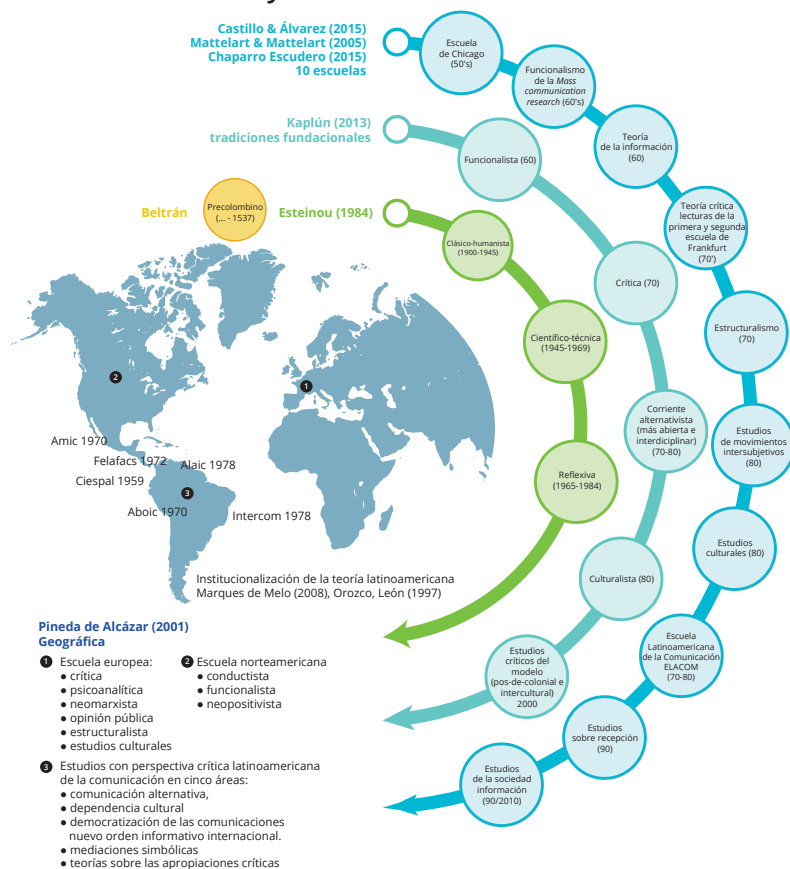 Castillo & Álvarez (2015)
Mattelart & Mattelart (2005)
Chaparro Escudero (2015)
10 escuelas
Escuela
de Chicago
(50's)
Funcionalismo
de la Mass
communication
research (60's)
Teoría
de la información
(60)
Teoría crítica
lecturas de la
primera y segunda
escuela de
Frankfurt
(70')
Estructuralismo
(70)
Estudios
de movimientos
intersubjetivos
(80)
Estudios
culturales (80)
Escuela
Latinoamericana
de la Comunicación
ELACOM
(70-80)
Estudios
sobre recepción
(90)
Estudios
de la sociedad
información
(90/2010)
Kaplún (2013)
tradiciones fundacionales
Funcionalista (60)
Crítica (70)
Corriente
alternativista
(más abierta e
interdiciplinar)
(70-80)
Culturalista (80)
Estudios
críticos del
modelo
(pos-de-colonial e
intercultural)
2000
Beltrán
Precolombino
(... - 1537)
Esteinou (1984)
Clásico-humanista
(1900-1945)
Científico-técnica
(1945-1969)
Reflexiva
(1965-1984)
2
1
Amic 1970
Felafacs 1972
Alaic 1978
Ciespal 1959
3
Aboic 1970
Intercom 1978
Institucionalización de la teoría latinoamericana
Marques de Melo (2008), Orozco, León (1997)
Pineda de Alcázar (2001)
Geográfica
1 Escuela europea:
● crítica
● psicoanalítica
● neomarxista
● opinión pública
● estructuralista
● estudios culturales
2 Escuela norteamericana
● conductista
● funcionalista
● neopositivista
3 Estudios con perspectiva crítica latinoamericana
de la comunicación en cinco áreas:
● comunicación alternativa,
● dependencia cultural
● democratización de las comunicaciones
nuevo orden informativo internacional.
● mediaciones simbólicas
● teorías sobre las apropiaciones críticas